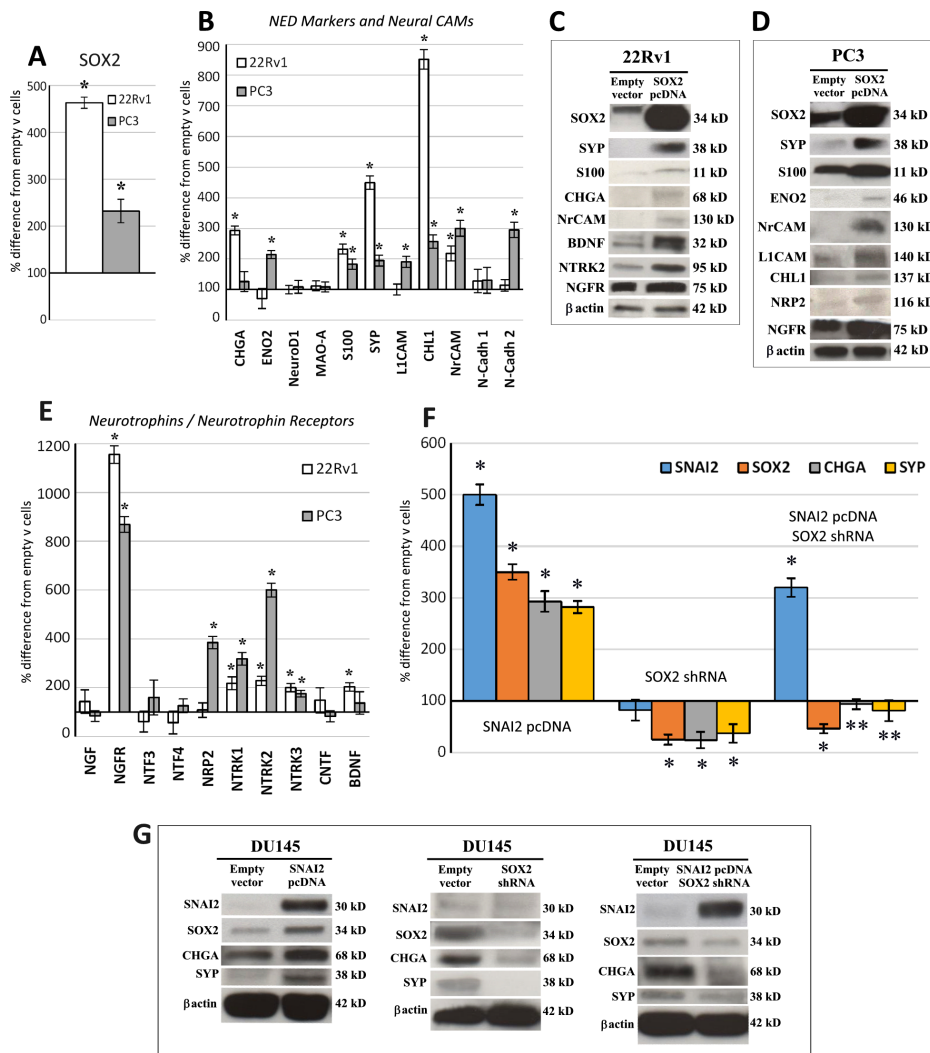 A
SOX2
% difference from empty v cells
500
400
300
200
100
0
22Rv1
PC3
*
*
B
NED Markers and Neural CAMs
% difference from empty v cells
900
800
700
600
500
400
300
200
100
0
22Rv1
PC3
* * * * * * * * * * * *
CHGA
ENO2
NeuroD1
MAO-A
S100
SYP
L1CAM
CHL1
NrCAM
N-Cadh 1
N-Cadh 2
C
22Rv1
Empty vector
SOX2 pcDNA
SOX2 34 kD
SYP 38 kD
S100 11 kD
CHGA 68 kD
NrCAM 130 kD
BDNF 32 kD
NTRK2 95 kD
NGFR 75 kD
β actin 42 kD
D
PC3
Empty vector
SOX2 pcDNA
SOX2 34 kD
SYP 38 kD
S100 11 kD
ENO2 46 kD
NrCAM 130 kD
L1CAM 140 kD
CHL1 137 kD
NRP2 116 kD
NGFR 75 kD
β actin 42 kD
E
Neurotrophins / Neurotrophin Receptors
% difference from empty v cells
1200
1000
800
600
400
200
100
0
22Rv1
PC3
* * * * * * * * * *
NGF
NGFR
NTF3
NTF4
NRP2
NTRK1
NTRK2
NTRK3
CNTF
BDNF
F
% difference from empty v cells
600
500
400
300
200
100
0
SNAI2 SOX2 CHGA SYP
* * * *
SNAI2 pcDNA
SOX2 shRNA
* * *
SNAI2 pcDNA
SOX2 shRNA
*
* ** **
G
DU145
Empty vector
SNAI2 pcDNA
SNAI2 30 kD
SOX2 34 kD
CHGA 68 kD
SYP 38 kD
βactin 42 kD
DU145
Empty vector
SOX2 shRNA
SNAI2 30 kD
SOX2 34 kD
CHGA 68 kD
SYP 38 kD
βactin 42 kD
DU145
Empty vector
SNAI2 pcDNA SOX2 shRNA
SNAI2 30 kD
SOX2 34 kD
CHGA 68 kD
SYP 38 kD
βactin 42 kD